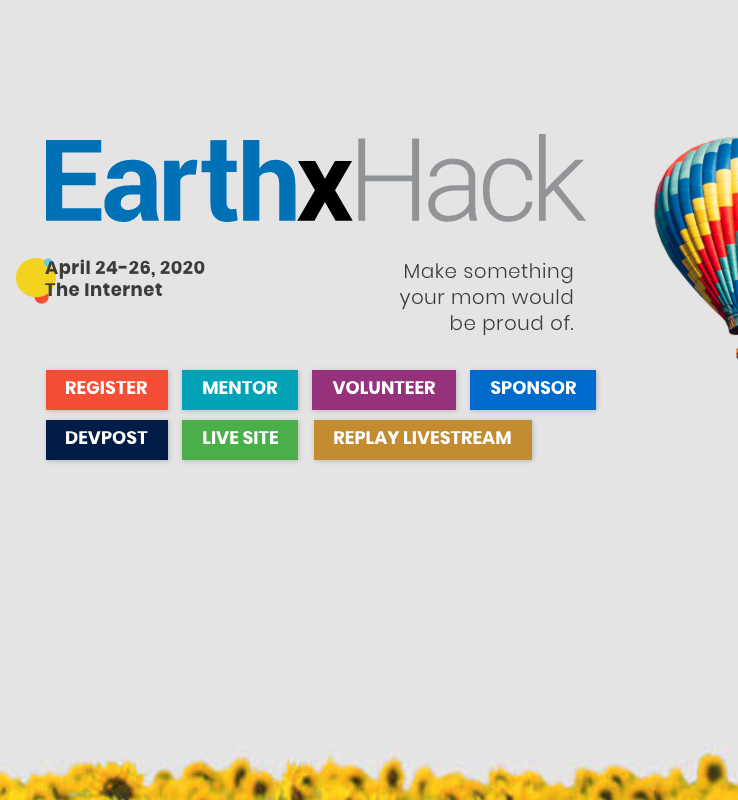 EarthxHack
April 24-26, 2020
The Internet
Make something
your mom would
be proud of.
REGISTER
MENTOR
VOLUNTEER
SPONSOR
DEVPOST
LIVE SITE
REPLAY LIVESTREAM